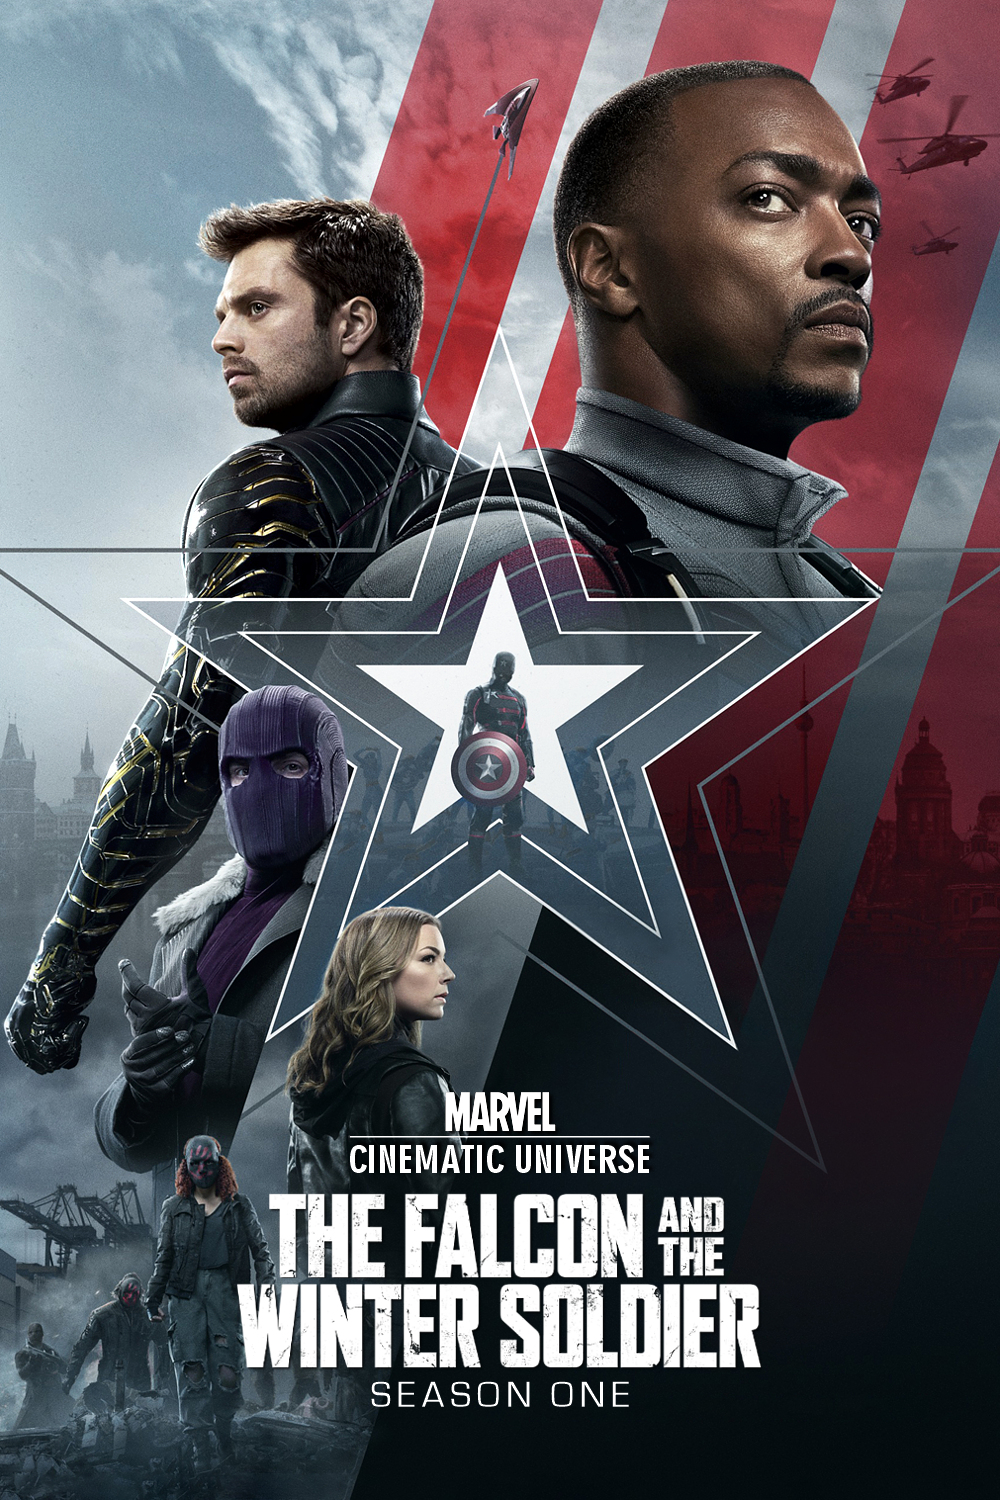 MARVEL
CINEMATIC UNIVERSE
THE FALCON AND THE
WINTER SOLDIER
SEASON ONE